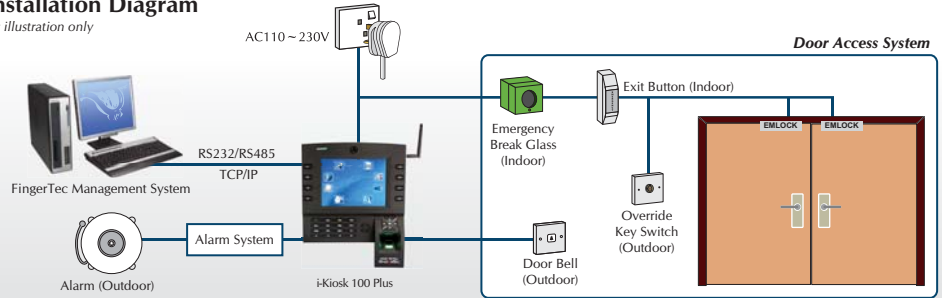 nstallation Diagram
illustration only
AC110 ~ 230V
Door Access System
Exit Button (Indoor)
EMLOCK
EMLOCK
Emergency
Break Glass
(Indoor)
RS232/RS485
TCP/IP
FingerTec Management System
Override
Key Switch
(Outdoor)
Alarm System
Door Bell
(Outdoor)
Alarm (Outdoor)
i-Kiosk 100 Plus